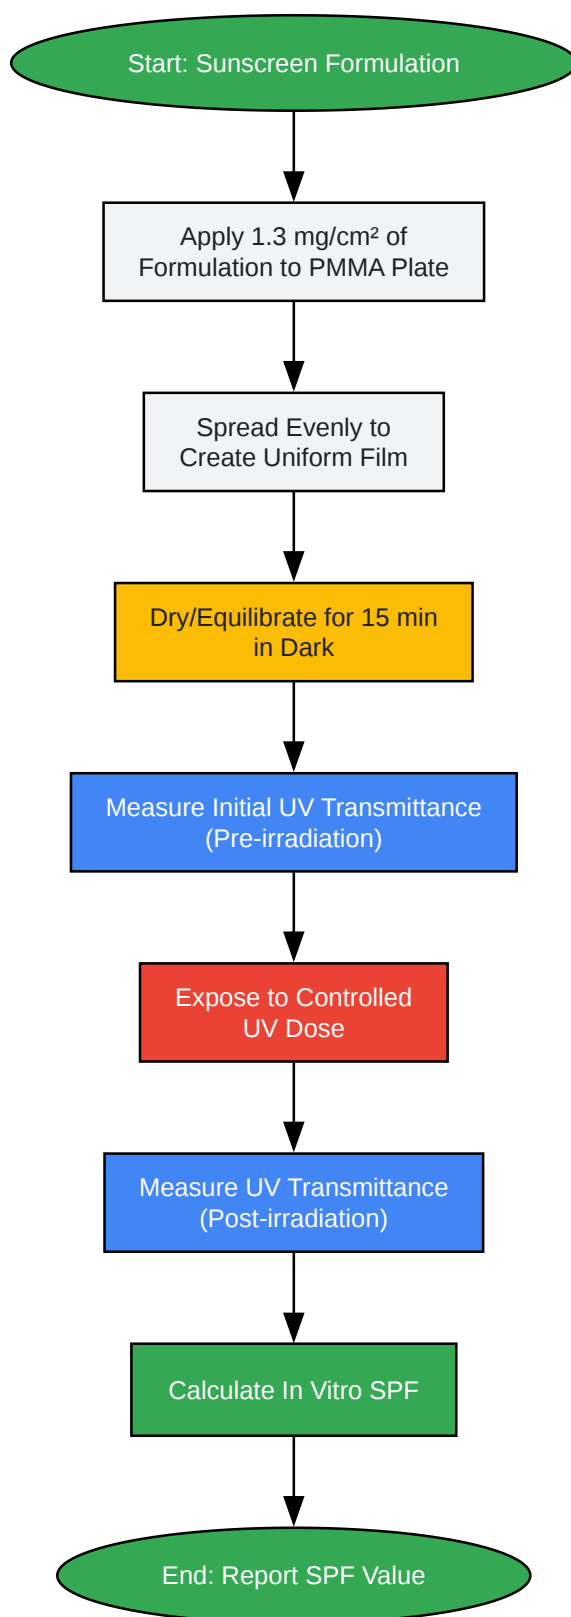 Start: Sunscreen Formulation
Apply 1.3 mg/cm² of
Formulation to PMMA Plate
Spread Evenly to
Create Uniform Film
Dry/Equilibrate for 15 min
in Dark
Measure Initial UV Transmittance
(Pre-irradiation)
Expose to Controlled
UV Dose
Measure UV Transmittance
(Post-irradiation)
Calculate In Vitro SPF
End: Report SPF Value